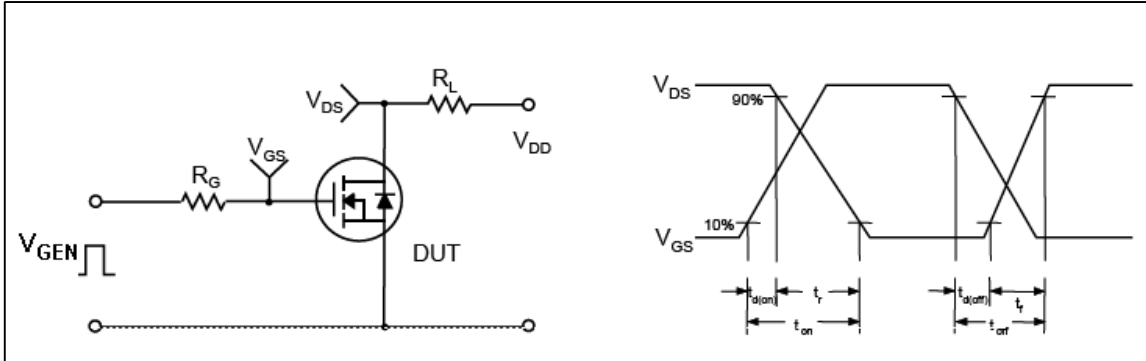 R_L
V_DS
V_DD
V_GS
R_G
V_GEN
DUT
V_DS
90%
10%
V_GS
t_d(on) t_r
t_on
t_d(off) t_f
t_off